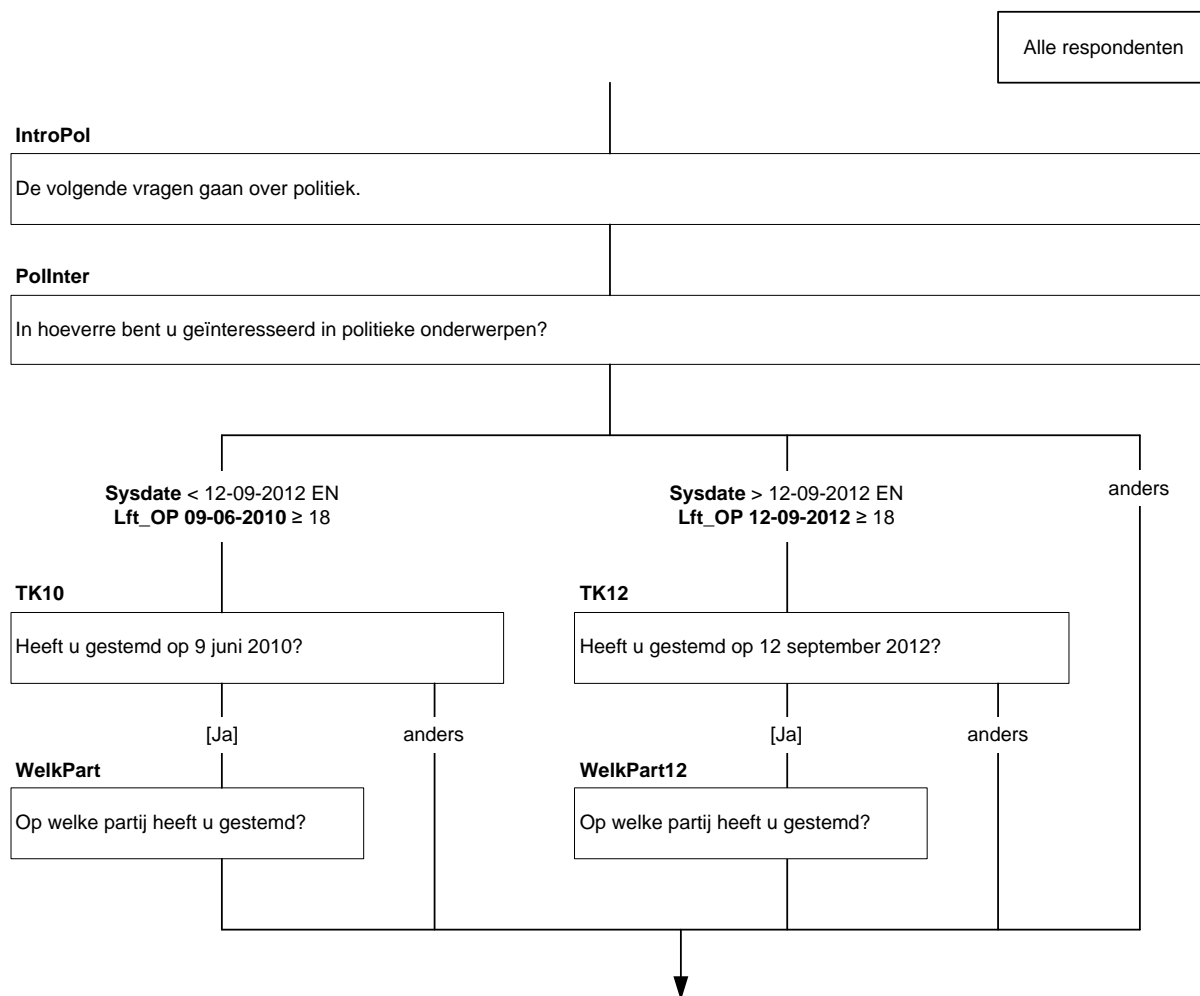 Alle respondenten
IntroPol
De volgende vragen gaan over politiek.
PolInter
In hoeverre bent u geïnteresseerd in politieke onderwerpen?
Sysdate < 12-09-2012 EN
Lft_OP 09-06-2010 ≥ 18
Sysdate > 12-09-2012 EN
Lft_OP 12-09-2012 ≥ 18
anders
TK10
Heeft u gestemd op 9 juni 2010?
TK12
Heeft u gestemd op 12 september 2012?
[Ja]
anders
[Ja]
anders
WelkPart
Op welke partij heeft u gestemd?
WelkPart12
Op welke partij heeft u gestemd?